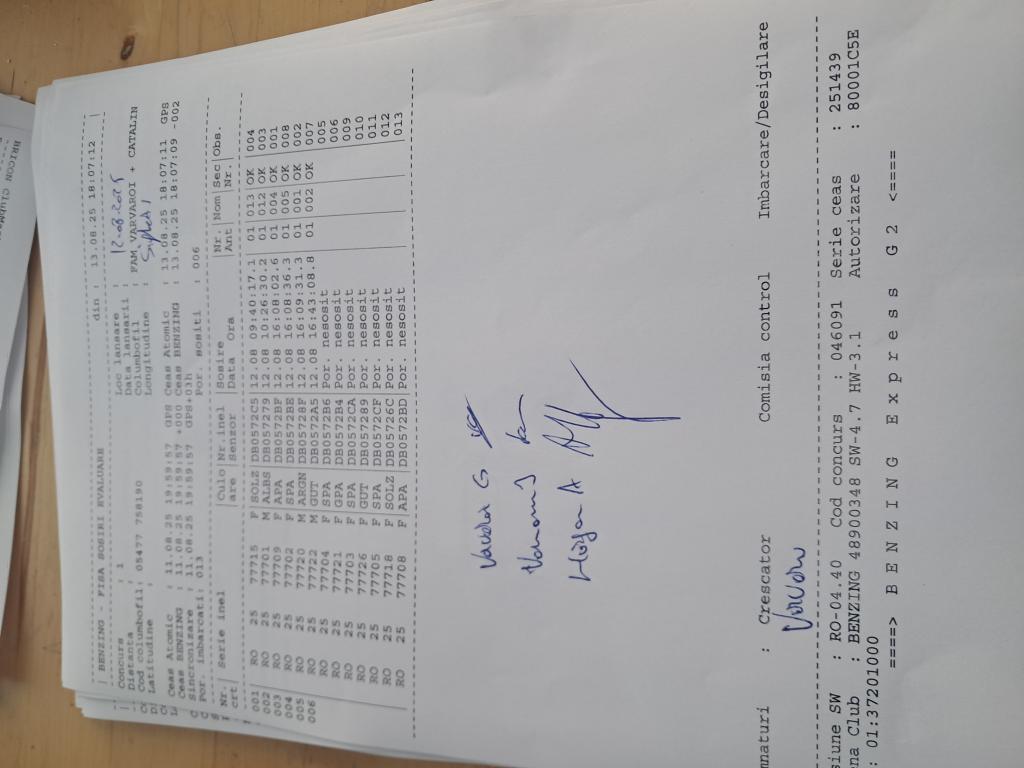 BENZING - FISA SOSIRI EVALUARE din : 13.08.25 18:07:12
Concurs : 1 Loc lansare :
Distanta : Data lansarii : 12-08-2025
Cod columbofil: 05477 758190 Columbofil : FAM.VARVAROI + CATALIN
Latitudine : Longitudine :
Ceas Atomic : 11.08.25 19:59:57 GPS Ceas Atomic : 13.08.25 18:07:11 GPS
Ceas BENZING : 11.08.25 19:59:57 +000 Ceas BENZING : 13.08.25 18:07:09 -002
Sincronizare : 11.08.25 19:59:57 GPS+03h
Por. imbarcati: 013 Por. sositi : 006
Nr. Serie inel Culo Nr.inel Sosire Nr. Nom Sec Obs.
crt are Senzor Data Ora Ant Nr.
001 RO 25 77715 F SOLZ DB0572C5 12.08 09:40:17.1 01 013 OK 004
002 RO 25 77701 M ALBS DB057279 12.08 10:26:30.2 01 012 OK 003
003 RO 25 77709 F APA DB0572BF 12.08 16:08:02.6 01 004 OK 001
004 RO 25 77702 F SPA DB0572BE 12.08 16:08:36.3 01 005 OK 008
005 RO 25 77720 M ARGN DB05728F 12.08 16:09:31.3 01 001 OK 002
006 RO 25 77722 M GUT DB0572A5 12.08 16:43:08.8 01 002 OK 007
RO 25 77704 F SPA DB0572B6 Por. nesosit 005
RO 25 77721 F GPA DB0572B4 Por. nesosit 006
RO 25 77703 F SPA DB0572CA Por. nesosit 009
RO 25 77726 F GUT DB057289 Por. nesosit 010
RO 25 77705 F SPA DB0572CF Por. nesosit 011
RO 25 77718 F SOLZ DB05726C Por. nesosit 012
RO 25 77708 F APA DB0572BD Por. nesosit 013
mnaturi : Crescator Comisia control Imbarcare/Desigilare
siune SW : RO-04.40 Cod concurs : 046091 Serie ceas : 251439
ena Club : BENZING 48900348 SW-4.7 HW-3.1 Autorizare : 80001C5E
: 01:37201000
====> BENZING Express G2 <====
BRICON